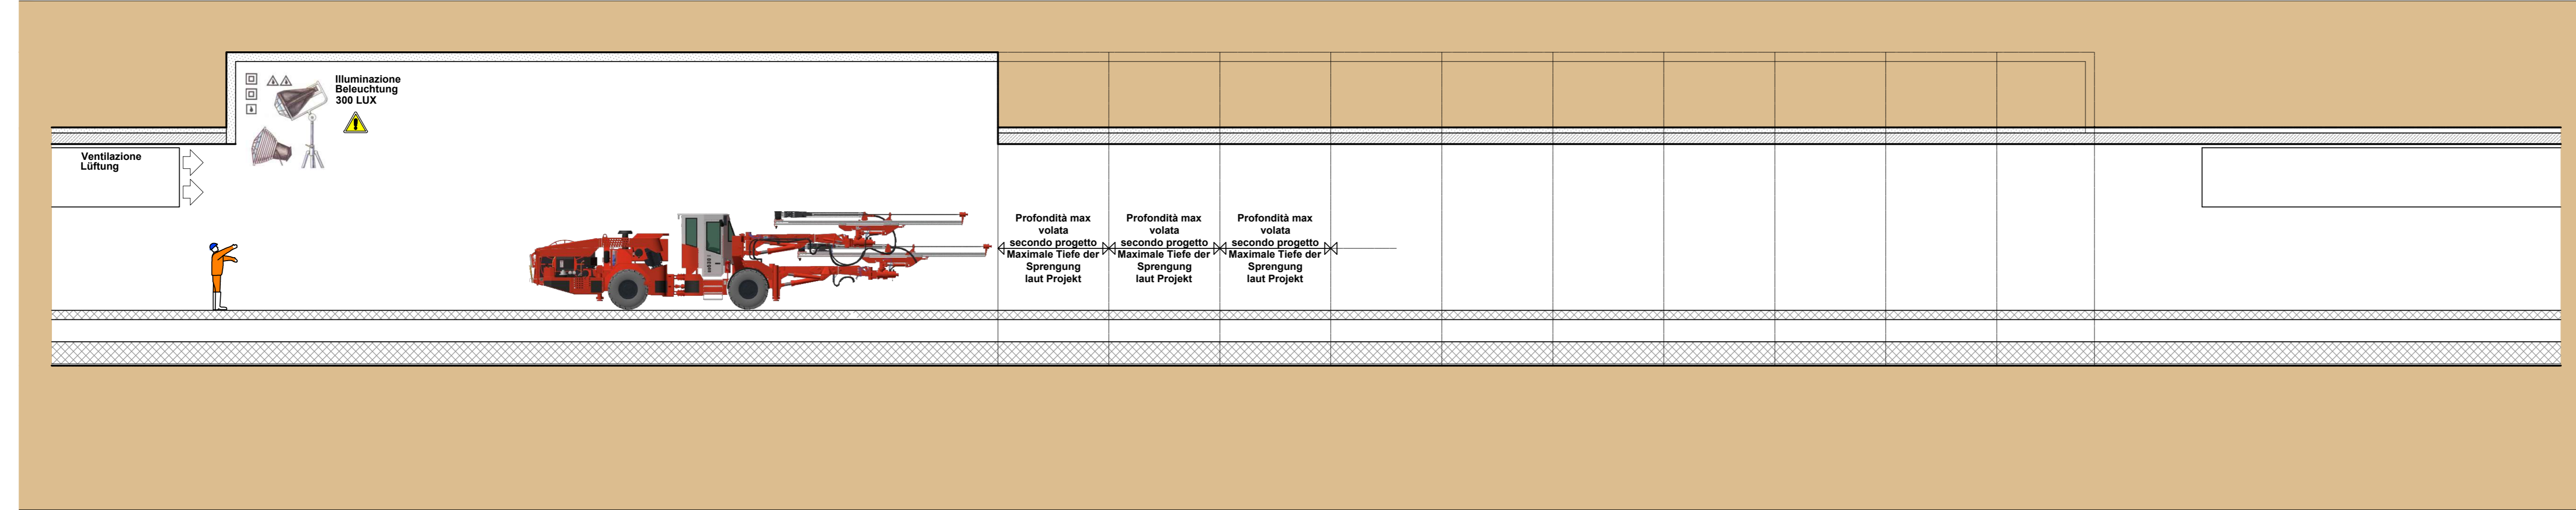 Illuminazione
Beleuchtung
300 LUX
Ventilazione
Lüftung
Profondità max
volata
secondo progetto
Maximale Tiefe der
Sprengung
laut Projekt
Profondità max
volata
secondo progetto
Maximale Tiefe der
Sprengung
laut Projekt
Profondità max
volata
secondo progetto
Maximale Tiefe der
Sprengung
laut Projekt